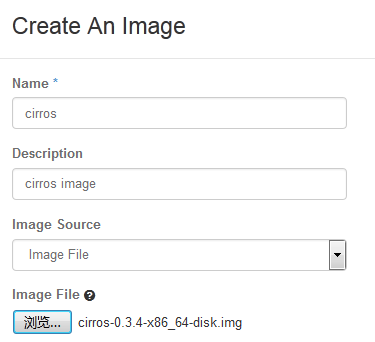 Create An Image
Name *
cirros
Description
cirros image
Image Source
Image File
Image File ?
浏览... cirros-0.3.4-x86_64-disk.img